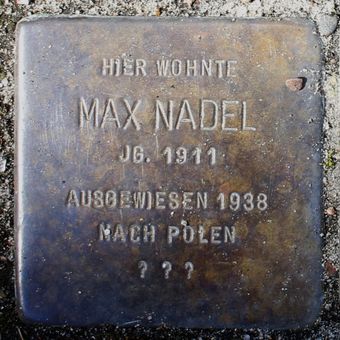 HIER WOHNTE
MAX NADEL
JG. 1911
AUSGEWIESEN 1938
NACH POLEN
? ? ?